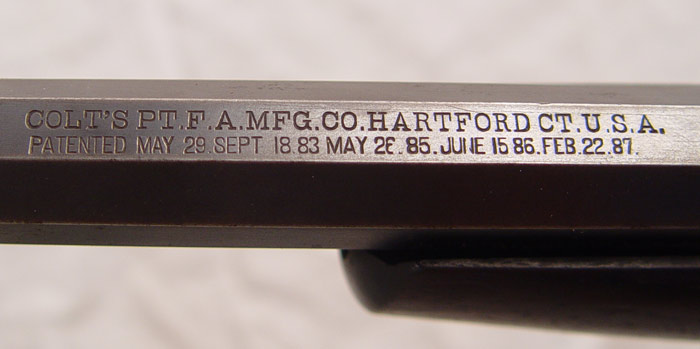 COLT'S PT.F.A.MFG.CO.HARTFORD CT.U.S.A.
PATENTED MAY 29.SEPT 18 83 MAY 26.85.JUNE 15 86.FEB.22.87.